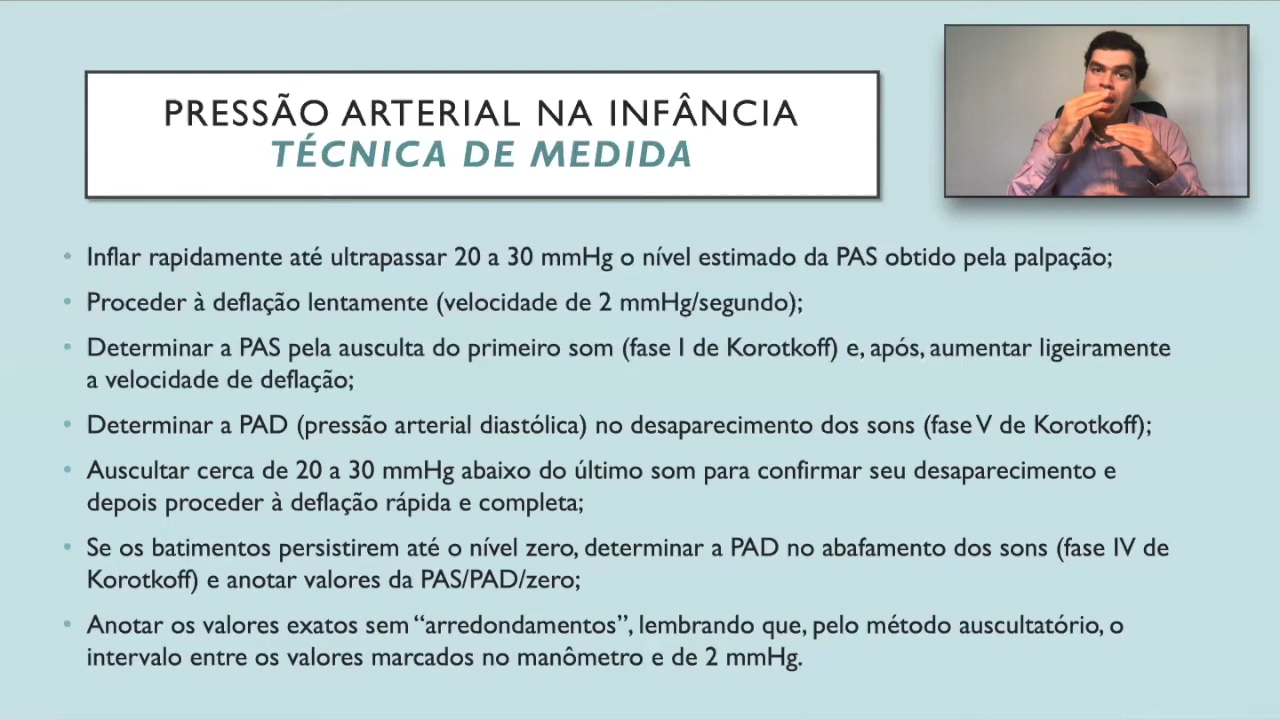 PRESSÃO ARTERIAL NA INFÂNCIA
TÉCNICA DE MEDIDA
• Inflar rapidamente até ultrapassar 20 a 30 mmHg o nível estimado da PAS obtido pela palpação;
• Proceder à deflação lentamente (velocidade de 2 mmHg/segundo);
• Determinar a PAS pela ausculta do primeiro som (fase I de Korotkoff) e, após, aumentar ligeiramente
a velocidade de deflação;
• Determinar a PAD (pressão arterial diastólica) no desaparecimento dos sons (fase V de Korotkoff);
• Auscultar cerca de 20 a 30 mmHg abaixo do último som para confirmar seu desaparecimento e
depois proceder à deflação rápida e completa;
• Se os batimentos persistirem até o nível zero, determinar a PAD no abafamento dos sons (fase IV de
Korotkoff) e anotar valores da PAS/PAD/zero;
• Anotar os valores exatos sem “arredondamentos”, lembrando que, pelo método auscultatório, o
intervalo entre os valores marcados no manômetro e de 2 mmHg.